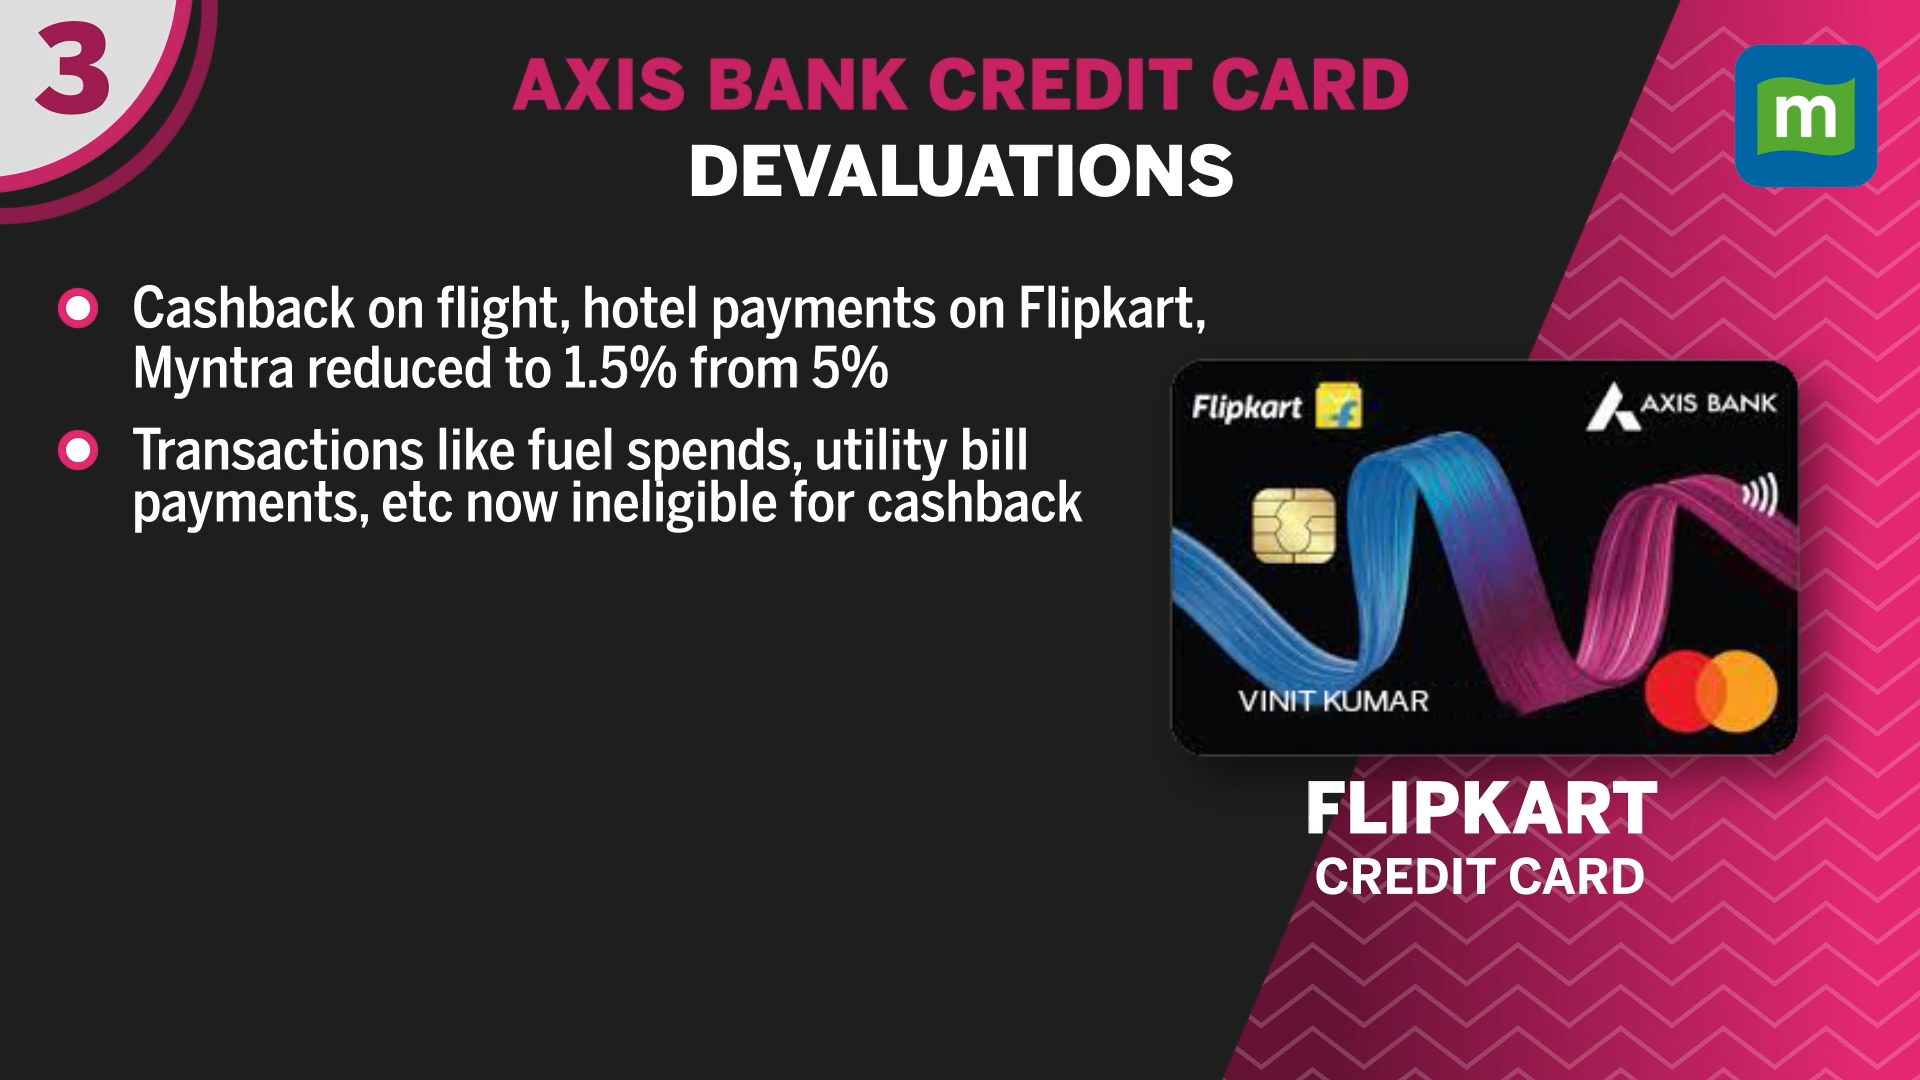 3
AXIS BANK CREDIT CARD
DEVALUATIONS
m
Cashback on flight, hotel payments on Flipkart,
Myntra reduced to 1.5% from 5%
Transactions like fuel spends, utility bill
payments, etc now ineligible for cashback
Flipkart f
AXIS BANK
VINIT KUMAR
FLIPKART
CREDIT CARD